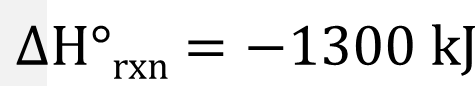 ΔH°rxn = −1300 kJ